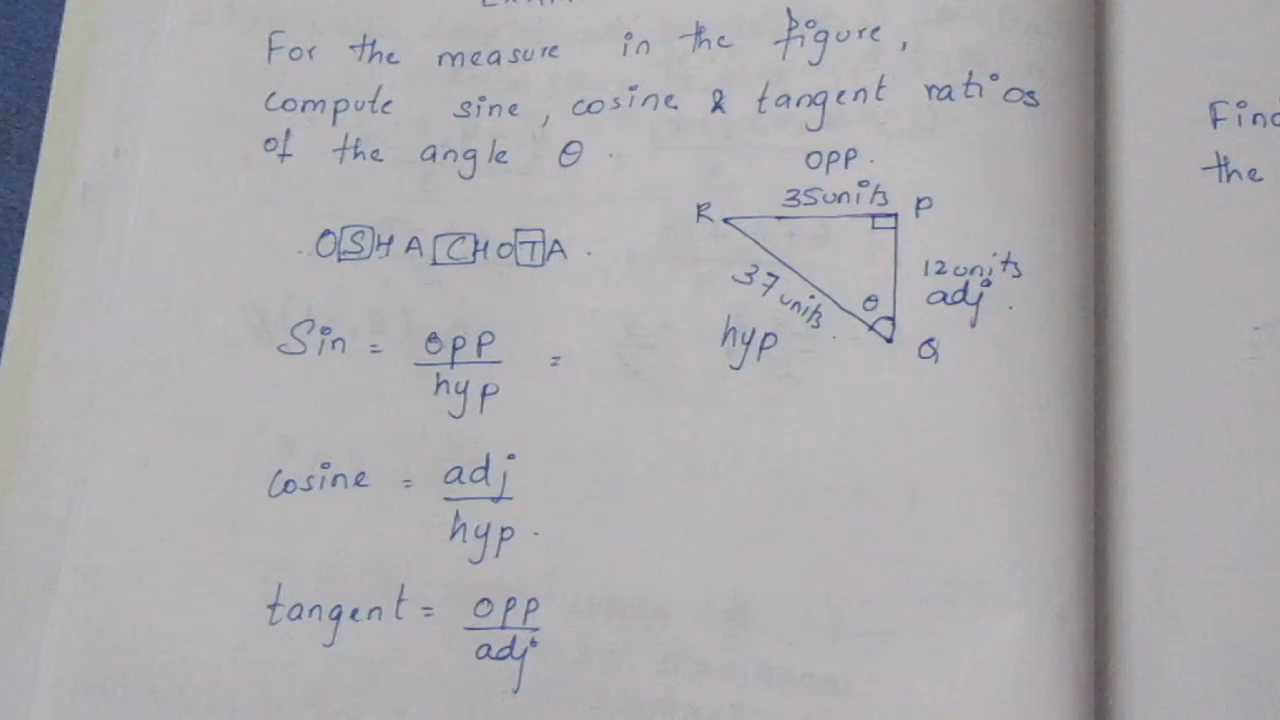 For the measure in the figure,
compute sine, cosine & tangent ratios
of the angle θ.
OPP.
35units
R
P
OSHACHOTA.
12units
adj.
37units
θ
hyp
Q
Sin = opp/hyp =
cosine = adj/hyp.
tangent = opp/adj
Find
the